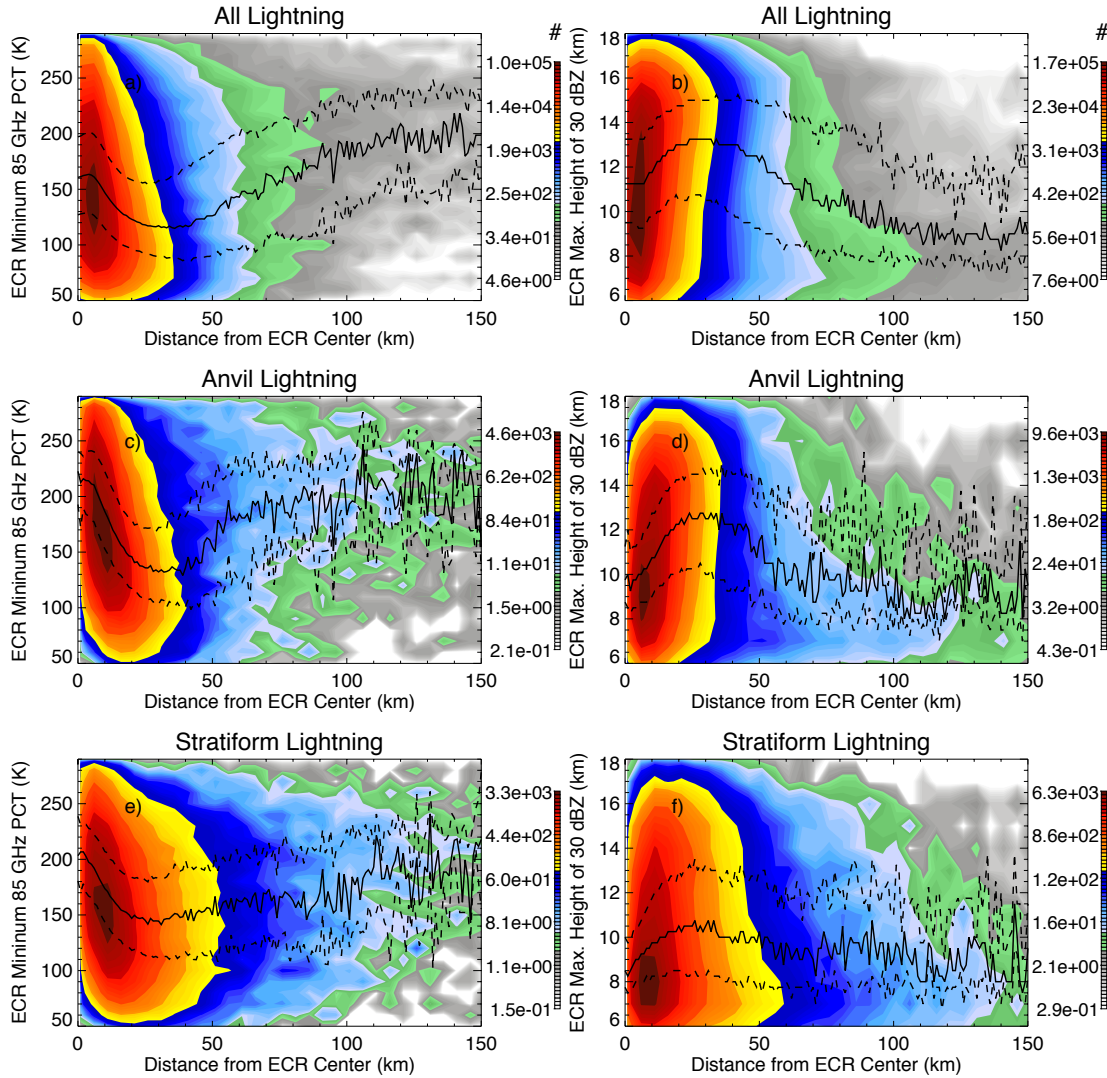 All Lightning
ECR Minimum 85 GHz PCT (K)
250
200
150
100
50
a)
0 50 100 150
Distance from ECR Center (km)
#
1.0e+05
1.4e+04
1.9e+03
2.5e+02
3.4e+01
4.6e+00
All Lightning
ECR Max. Height of 30 dBZ (km)
18
16
14
12
10
8
6
b)
0 50 100 150
Distance from ECR Center (km)
#
1.7e+05
2.3e+04
3.1e+03
4.2e+02
5.6e+01
7.6e+00
Anvil Lightning
ECR Minimum 85 GHz PCT (K)
250
200
150
100
50
c)
0 50 100 150
Distance from ECR Center (km)
4.6e+03
6.2e+02
8.4e+01
1.1e+01
1.5e+00
2.1e-01
Anvil Lightning
ECR Max. Height of 30 dBZ (km)
18
16
14
12
10
8
6
d)
0 50 100 150
Distance from ECR Center (km)
9.6e+03
1.3e+03
1.8e+02
2.4e+01
3.2e+00
4.3e-01
Stratiform Lightning
ECR Minimum 85 GHz PCT (K)
250
200
150
100
50
e)
0 50 100 150
Distance from ECR Center (km)
3.3e+03
4.4e+02
6.0e+01
8.1e+00
1.1e+00
1.5e-01
Stratiform Lightning
ECR Max. Height of 30 dBZ (km)
18
16
14
12
10
8
6
f)
0 50 100 150
Distance from ECR Center (km)
6.3e+03
8.6e+02
1.2e+02
1.6e+01
2.1e+00
2.9e-01